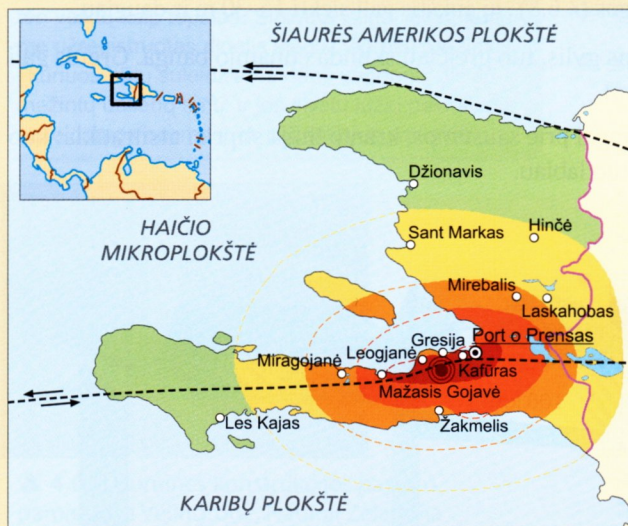 ŠIAURĖS AMERIKOS PLOKŠTĖ
Džionavis
HAIČIO
MIKROPLOKŠTĖ
Sant Markas
Hinčė
Mirebalis
Laskahobas
Gresija
Port o Prensas
Miragojanė
Leogjanė
Kafūras
Mažasis Gojavė
Les Kajas
Žakmelis
KARIBŲ PLOKŠTĖ